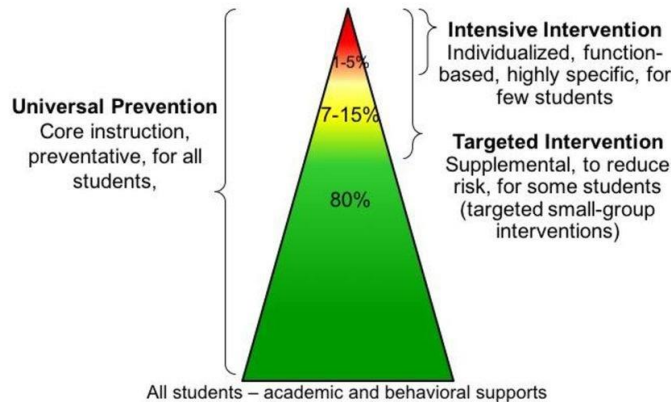 Universal Prevention
Core instruction,
preventative, for all
students,
1-5%
7-15%
80%
Intensive Intervention
Individualized, function-
based, highly specific, for
few students
Targeted Intervention
Supplemental, to reduce
risk, for some students
(targeted small-group
interventions)
All students – academic and behavioral supports